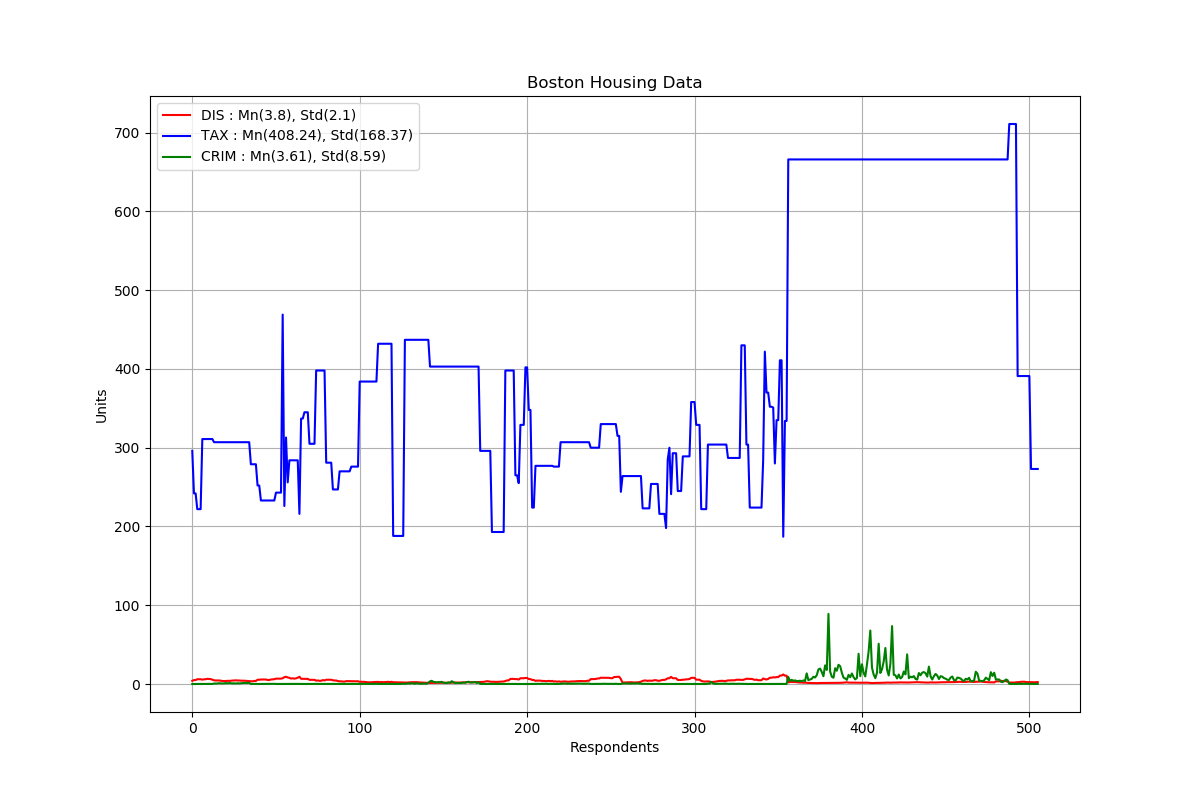 Boston Housing Data
DIS : Mn(3.8), Std(2.1)
TAX : Mn(408.24), Std(168.37)
CRIM : Mn(3.61), Std(8.59)
700
600
500
400
300
200
100
0
Units
0 100 200 300 400 500
Respondents